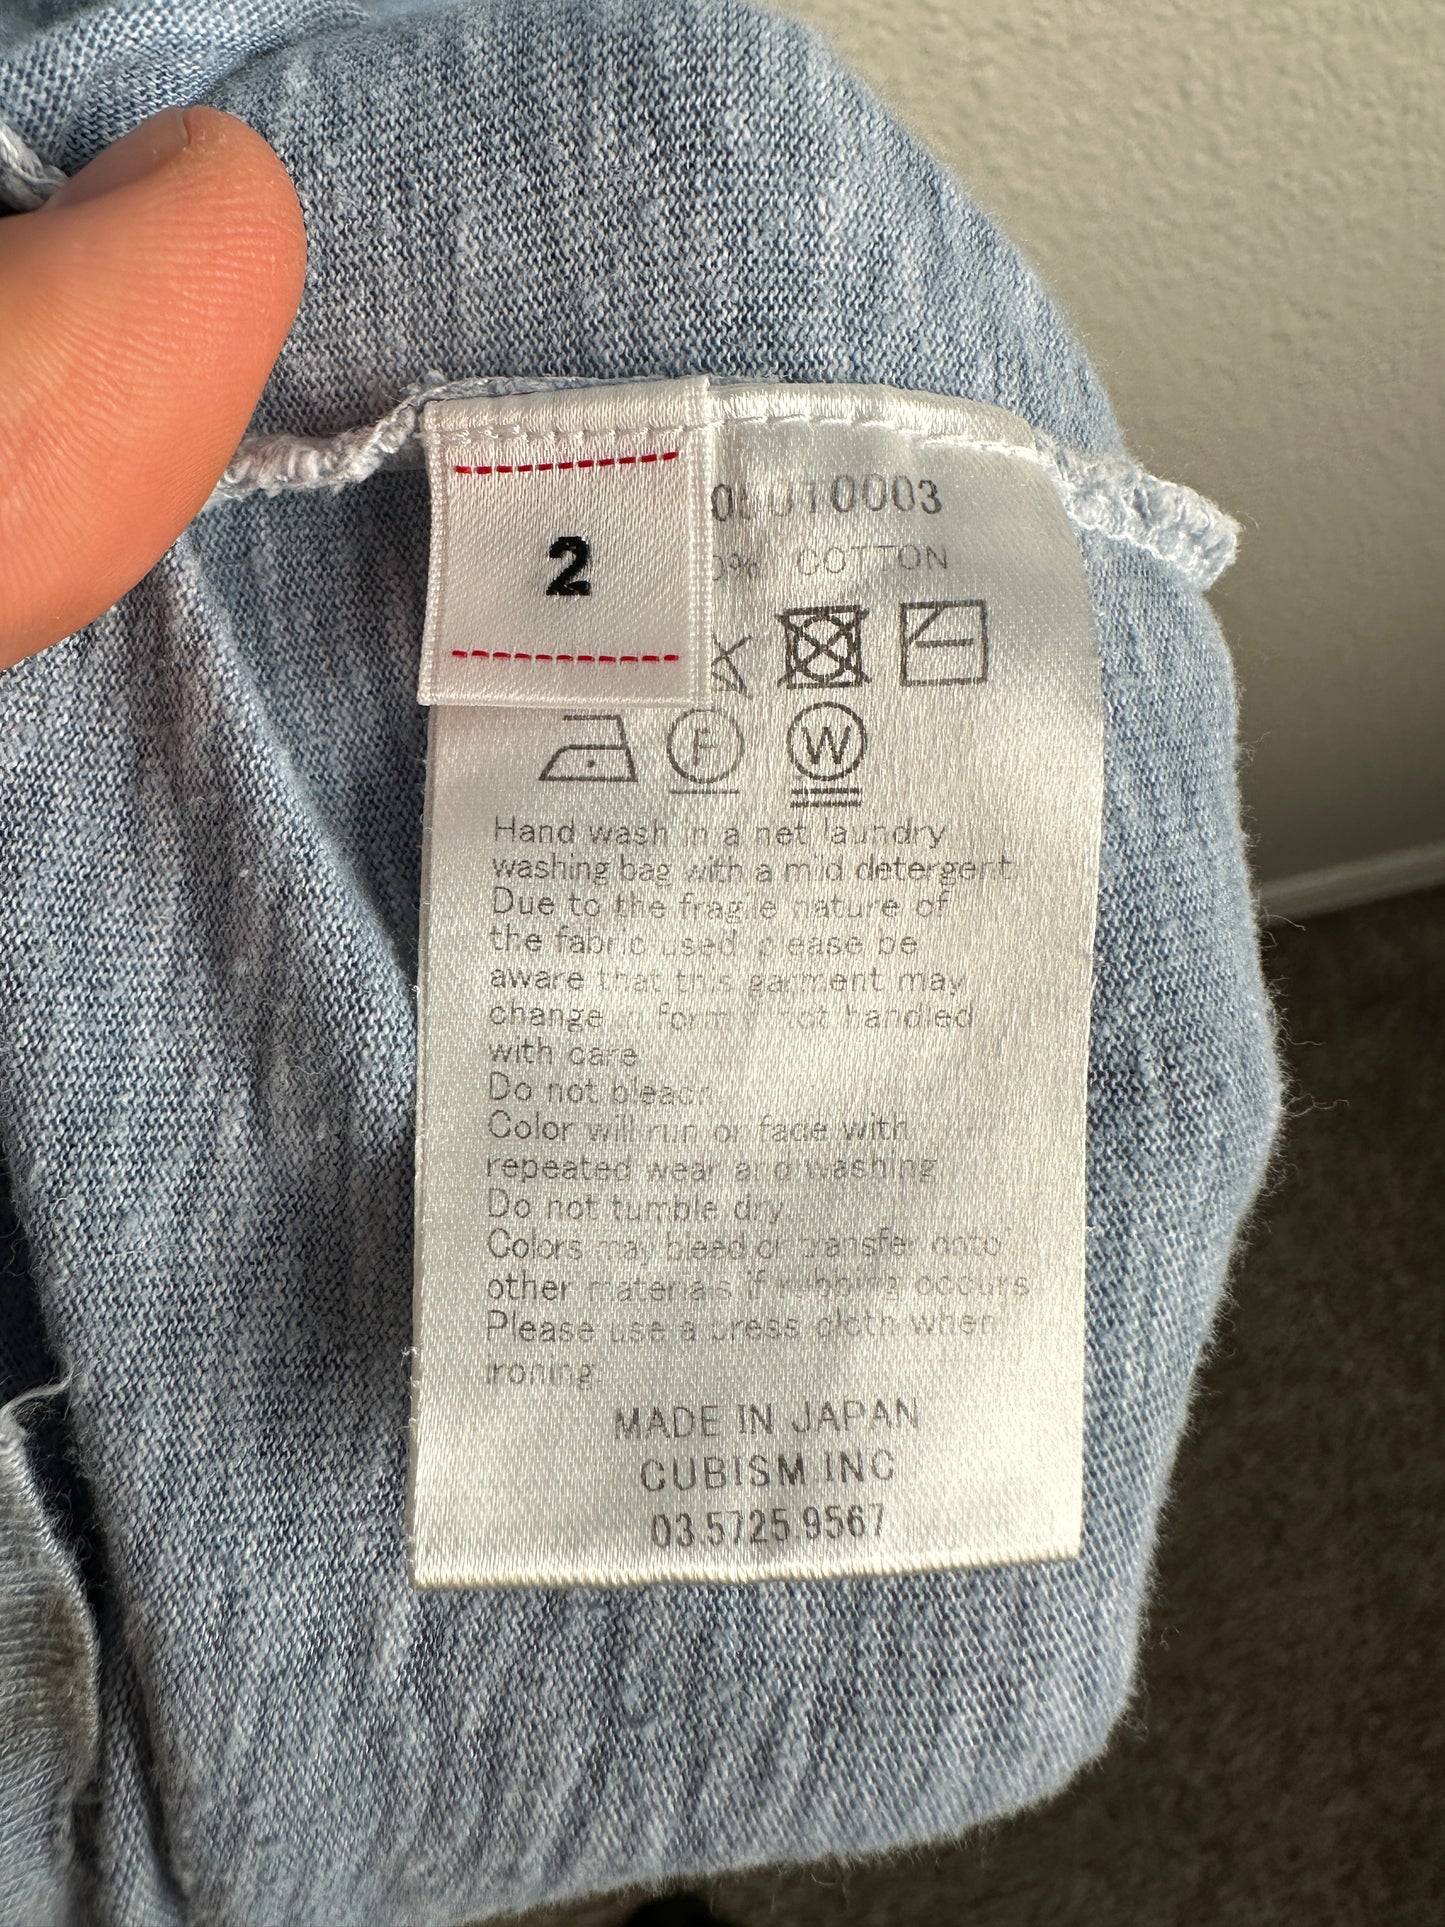 2
10003
COTTON
F
W
Hand wash in a net laundry
washing bag with a mild detergent.
Due to the fragile nature of
the fabric used, please be
aware that this garment may
change in form if not handled
with care.
Do not bleach.
Color will run or fade with
repeated wear and washing.
Do not tumble dry.
Colors may bleed or transfer onto
other materials if rubbing occurs.
Please use a press cloth when
ironing.
MADE IN JAPAN
CUBISM INC
03.5725.9567